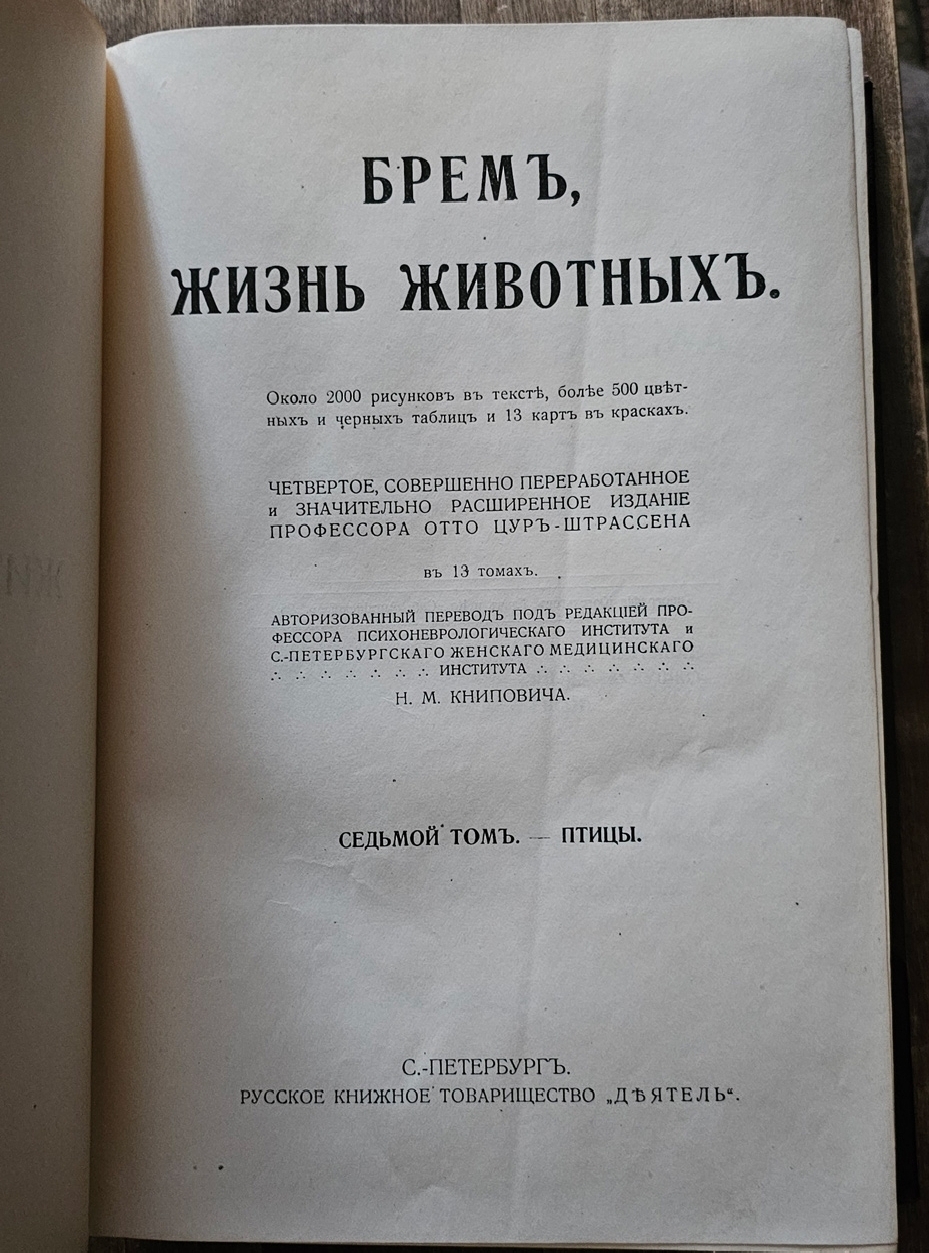 БРЕМЪ,
ЖИЗНЬ ЖИВОТНЫХЪ.
Около 2000 рисунковъ въ текстѣ, болѣе 500 цвѣт-
ныхъ и черныхъ таблицъ и 13 картъ въ краскахъ.
ЧЕТВЕРТОЕ, СОВЕРШЕННО ПЕРЕРАБОТАННОЕ
и ЗНАЧИТЕЛЬНО РАСШИРЕННОЕ ИЗДАНІЕ
ПРОФЕССОРА ОТТО ЦУРЪ-ШТРАССЕНА
въ 13 томахъ.
АВТОРИЗОВАННЫЙ ПЕРЕВОДЪ ПОДЪ РЕДАКЦІЕЙ ПРО-
ФЕССОРА ПСИХОНЕВРОЛОГИЧЕСКАГО ИНСТИТУТА и
С.-ПЕТЕРБУРГСКАГО ЖЕНСКАГО МЕДИЦИНСКАГО
ИНСТИТУТА
Н. М. КНИПОВИЧА.
СЕДЬМОЙ ТОМЪ. — ПТИЦЫ.
С.-ПЕТЕРБУРГЪ.
РУССКОЕ КНИЖНОЕ ТОВАРИЩЕСТВО „ДѢЯТЕЛЬ“.